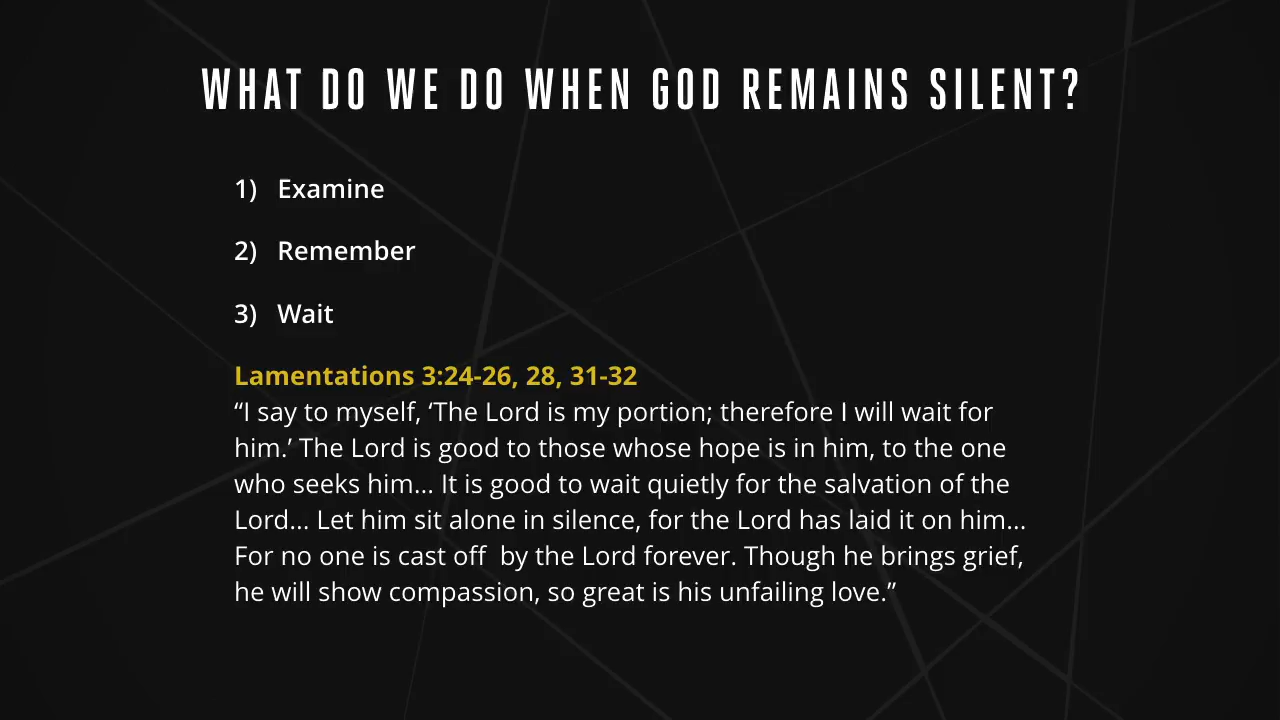 WHAT DO WE DO WHEN GOD REMAINS SILENT?
1) Examine
2) Remember
3) Wait
Lamentations 3:24-26, 28, 31-32
“I say to myself, ‘The Lord is my portion; therefore I will wait for
him.’ The Lord is good to those whose hope is in him, to the one
who seeks him… It is good to wait quietly for the salvation of the
Lord… Let him sit alone in silence, for the Lord has laid it on him…
For no one is cast off  by the Lord forever. Though he brings grief,
he will show compassion, so great is his unfailing love.”